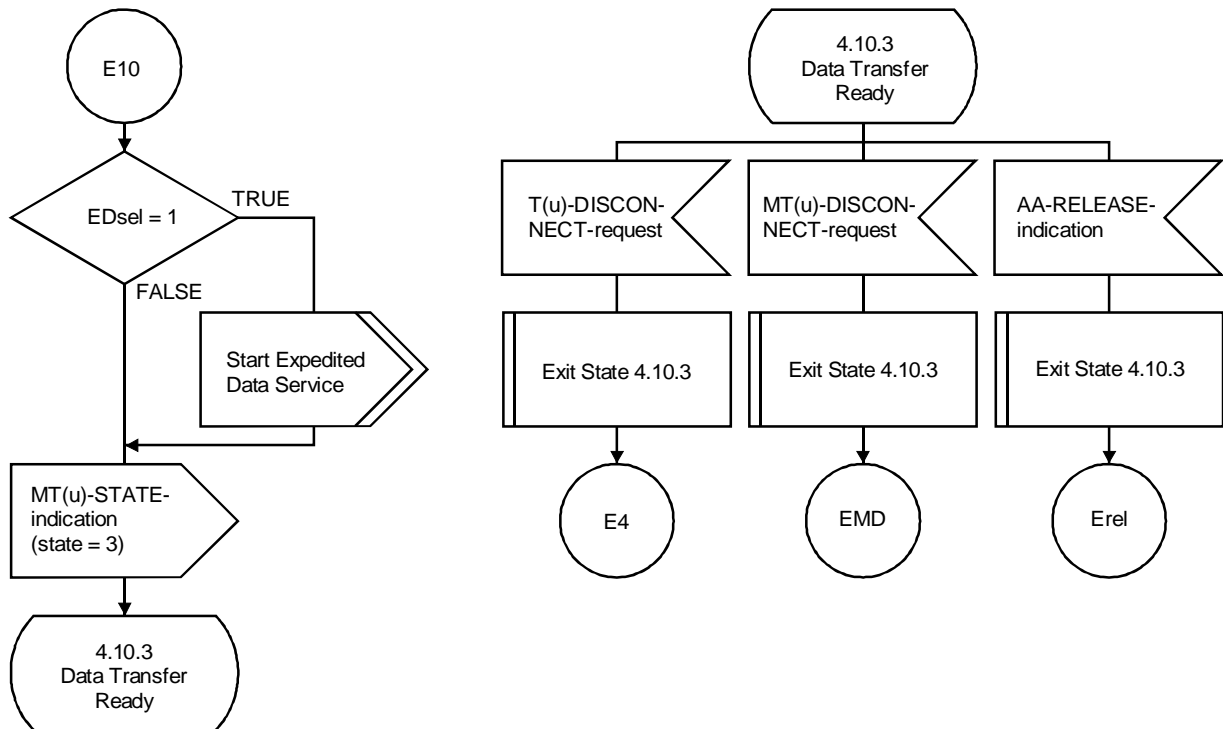 E10
EDsel = 1
TRUE
FALSE
Start Expedited
Data Service
MT(u)-STATE-
indication
(state = 3)
4.10.3
Data Transfer
Ready
4.10.3
Data Transfer
Ready
T(u)-DISCON-
NECT-request
MT(u)-DISCON-
NECT-request
AA-RELEASE-
indication
Exit State 4.10.3
Exit State 4.10.3
Exit State 4.10.3
E4
EMD
Erel